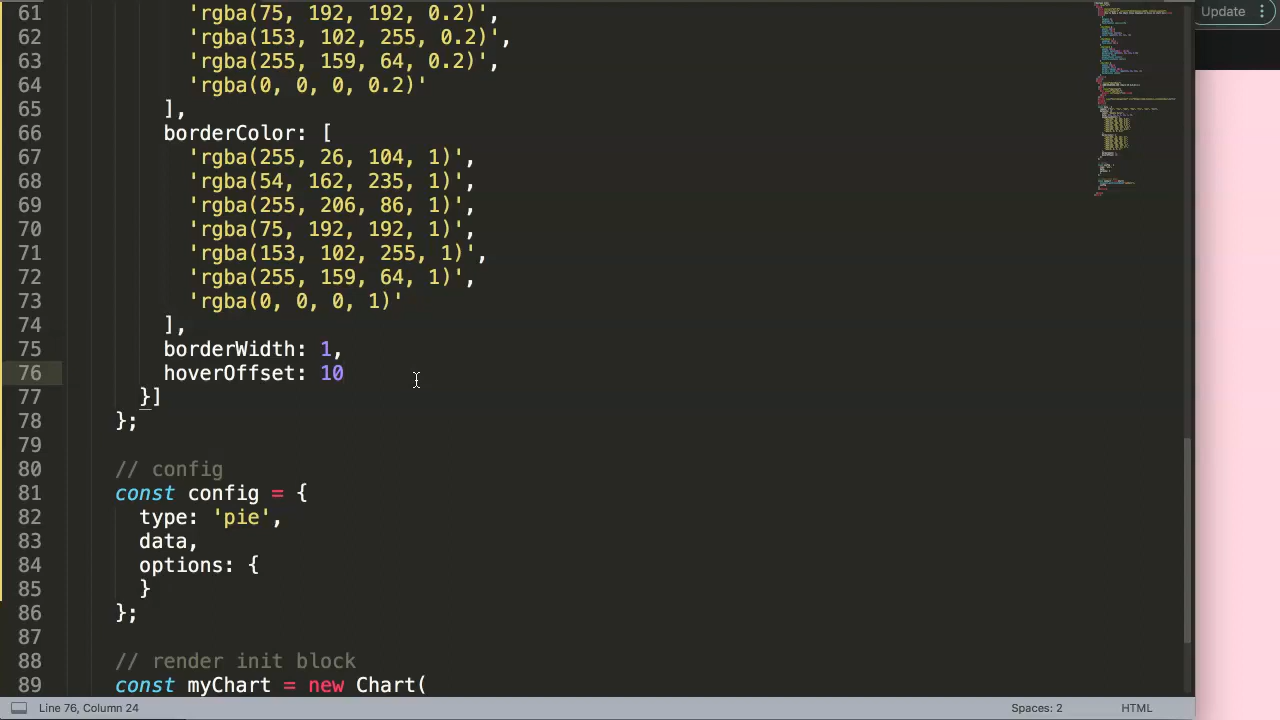 61 'rgba(75, 192, 192, 0.2)',
62 'rgba(153, 102, 255, 0.2)',
63 'rgba(255, 159, 64, 0.2)',
64 'rgba(0, 0, 0, 0.2)'
65 ],
66 borderColor: [
67 'rgba(255, 26, 104, 1)',
68 'rgba(54, 162, 235, 1)',
69 'rgba(255, 206, 86, 1)',
70 'rgba(75, 192, 192, 1)',
71 'rgba(153, 102, 255, 1)',
72 'rgba(255, 159, 64, 1)',
73 'rgba(0, 0, 0, 1)'
74 ],
75 borderWidth: 1,
76 hoverOffset: 10
77 }]
78 };
79
80 // config
81 const config = {
82 type: 'pie',
83 data,
84 options: {
85 }
86 };
87
88 // render init block
89 const myChart = new Chart(
Update
Line 76, Column 24
Spaces: 2
HTML